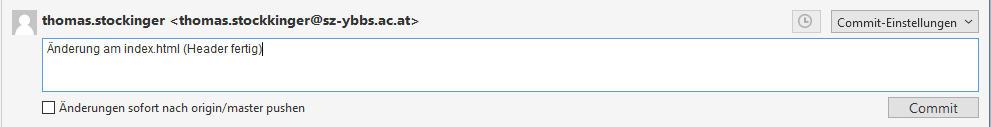 thomas.stockinger <thomas.stockkinger@sz-ybbs.ac.at>
Commit-Einstellungen
Änderung am index.html (Header fertig)
Änderungen sofort nach origin/master pushen
Commit